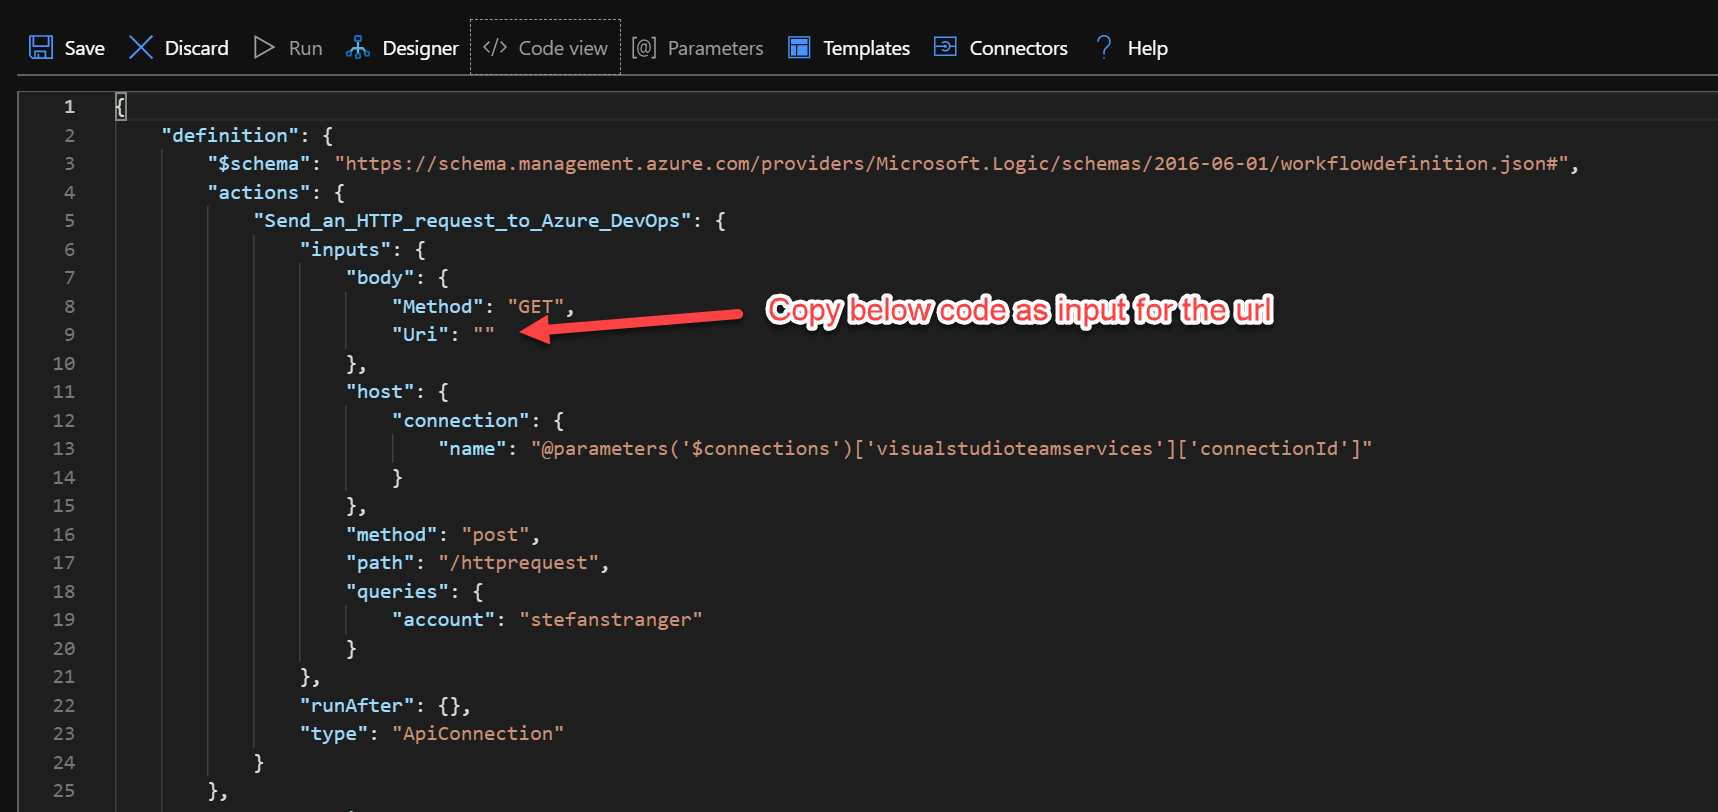 Save Discard Run Designer </> Code view [@] Parameters Templates Connectors ? Help
1 {
2 "definition": {
3 "$schema": "https://schema.management.azure.com/providers/Microsoft.Logic/schemas/2016-06-01/workflowdefinition.json#",
4 "actions": {
5 "Send_an_HTTP_request_to_Azure_DevOps": {
6 "inputs": {
7 "body": {
8 "Method": "GET",
Copy below code as input for the url
9 "Uri": ""
10 },
11 "host": {
12 "connection": {
13 "name": "@parameters('$connections')['visualstudioteamservices']['connectionId']"
14 }
15 },
16 "method": "post",
17 "path": "/httprequest",
18 "queries": {
19 "account": "stefanstranger"
20 }
21 },
22 "runAfter": {},
23 "type": "ApiConnection"
24 }
25 },